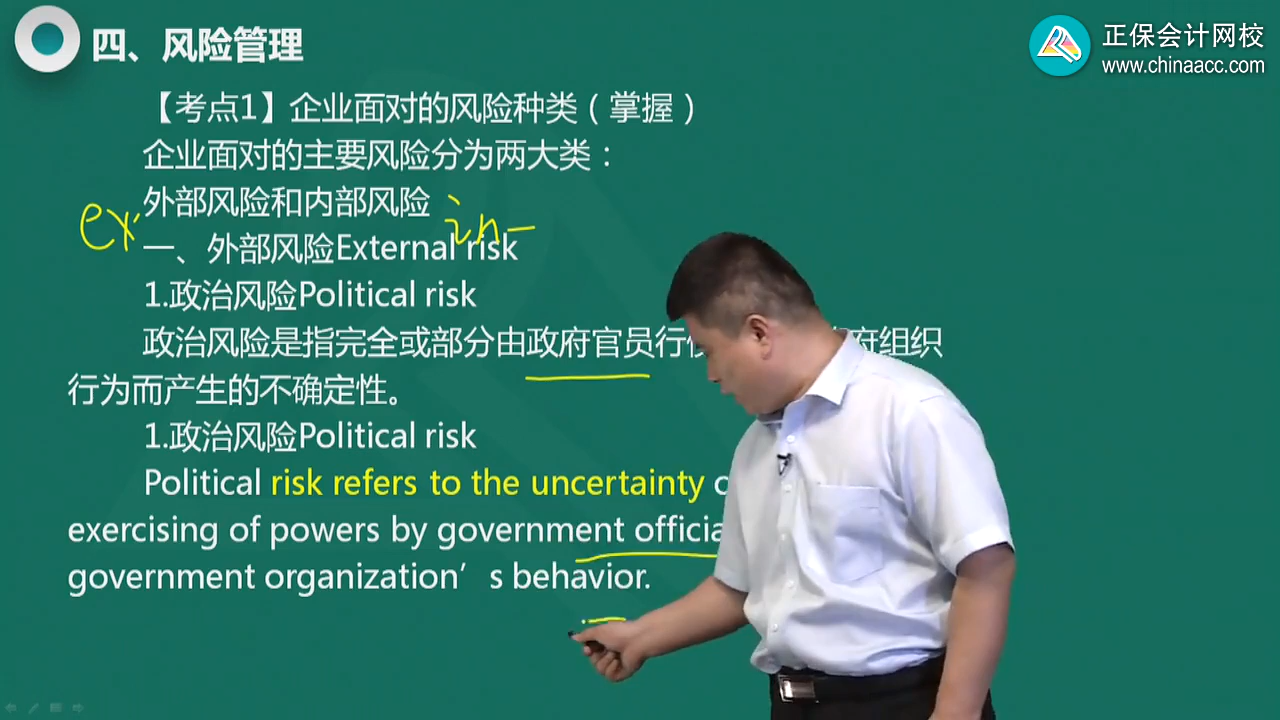 四、风险管理
正保会计网校
www.chinaacc.com
【考点1】企业面对的风险种类（掌握）
企业面对的主要风险分为两大类：
外部风险和内部风险
ex in-
一、外部风险External risk
1.政治风险Political risk
政治风险是指完全或部分由政府官员行 府组织
行为而产生的不确定性。
1.政治风险Political risk
Political risk refers to the uncertainty
exercising of powers by government
government organization’s behavior.